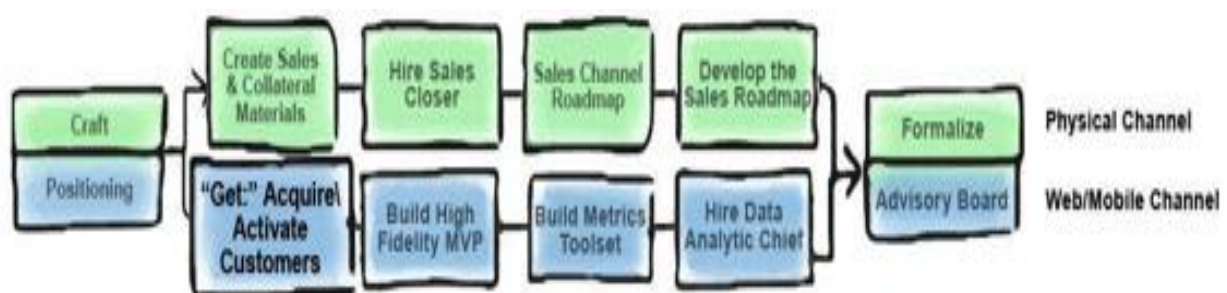 Craft
Positioning
Create Sales
& Collateral
Materials
Hire Sales
Closer
Sales Channel
Roadmap
Develop the
Sales Roadmap
“Get:” Acquire\
Activate
Customers
Build High
Fidelity MVP
Build Metrics
Toolset
Hire Data
Analytic Chief
Formalize
Advisory Board
Physical Channel
Web/Mobile Channel